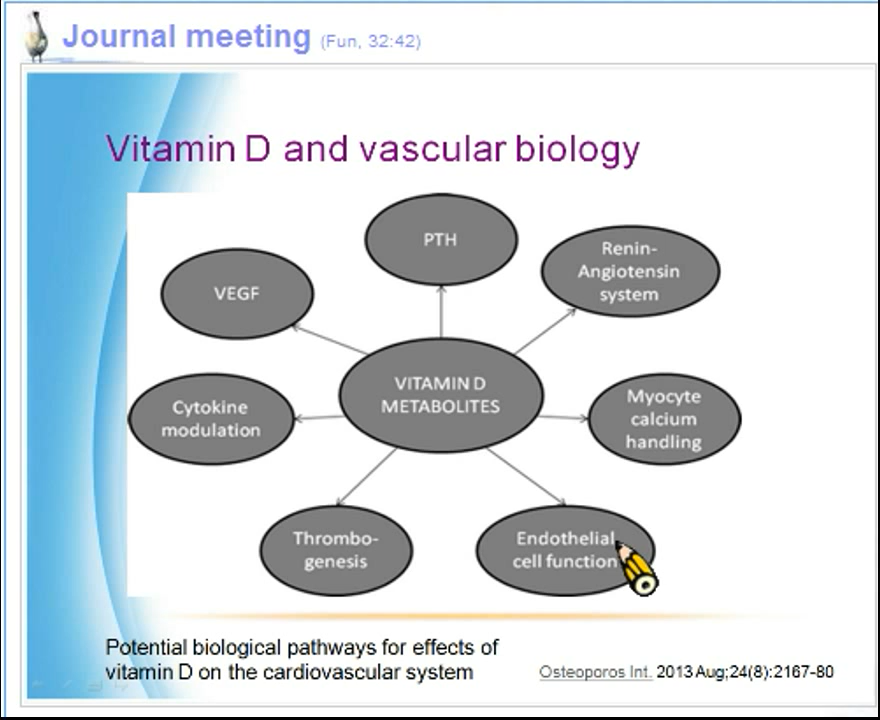 Journal meeting (Fun, 32:42)
Vitamin D and vascular biology
PTH
Renin-
Angiotensin
system
VEGF
VITAMIN D
METABOLITES
Cytokine
modulation
Myocyte
calcium
handling
Thrombo-
genesis
Endothelial
cell function
Potential biological pathways for effects of
vitamin D on the cardiovascular system
Osteoporos Int. 2013 Aug;24(8):2167-80